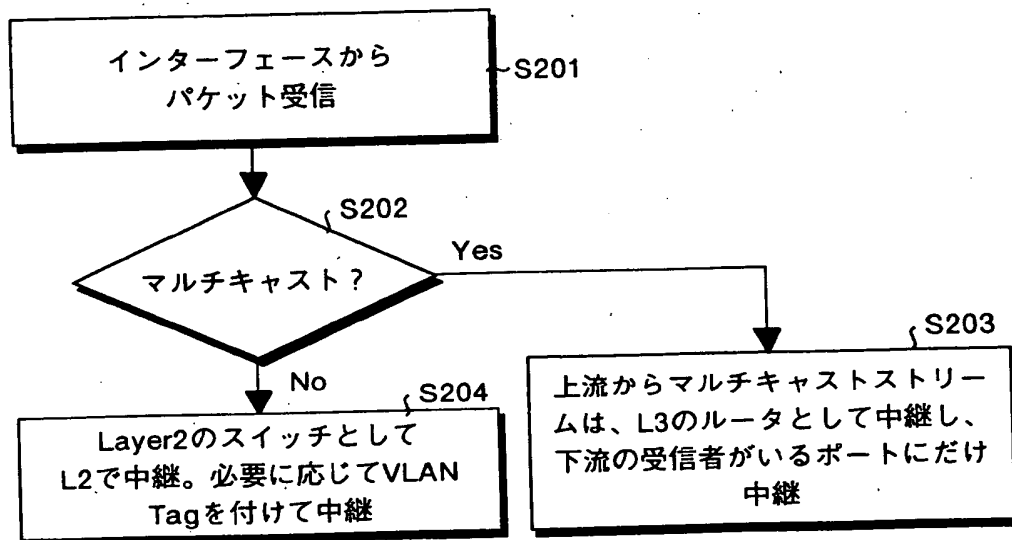 インターフェースから
パケット受信
S201
S202
マルチキャスト？
Yes
No
S203
上流からマルチキャストストリー
ムは、L3のルータとして中継し、
下流の受信者がいるポートにだけ
中継
S204
Layer2のスイッチとして
L2で中継。必要に応じてVLAN
Tagを付けて中継